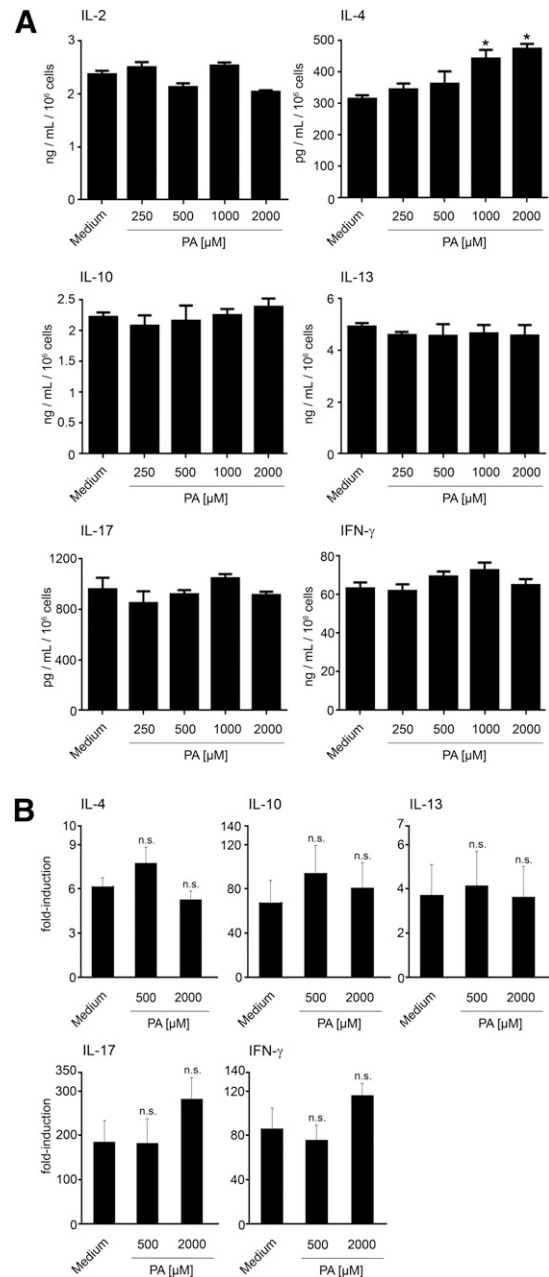 A
IL-2
ng / mL / 10⁶ cells
3
2
1
0
Medium
250 500 1000 2000
PA [µM]
IL-4
pg / mL / 10⁶ cells
500
400
300
200
100
0
* *
Medium
250 500 1000 2000
PA [µM]
IL-10
ng / mL / 10⁶ cells
2.5
2
1.5
1
0.5
0
Medium
250 500 1000 2000
PA [µM]
IL-13
ng / mL / 10⁶ cells
6
4
2
0
Medium
250 500 1000 2000
PA [µM]
IL-17
pg / mL / 10⁶ cells
1200
800
400
0
Medium
250 500 1000 2000
PA [µM]
IFN-γ
ng / mL / 10⁶ cells
80
60
40
20
0
Medium
250 500 1000 2000
PA [µM]
B
IL-4
fold-induction
10
9
6
3
0
n.s. n.s.
Medium
500 2000
PA [µM]
IL-10
140
120
80
40
0
n.s. n.s.
Medium
500 2000
PA [µM]
IL-13
7
6
4
2
0
n.s. n.s.
Medium
500 2000
PA [µM]
IL-17
fold-induction
350
300
200
100
0
n.s. n.s.
Medium
500 2000
PA [µM]
IFN-γ
140
120
80
40
0
n.s. n.s.
Medium
500 2000
PA [µM]